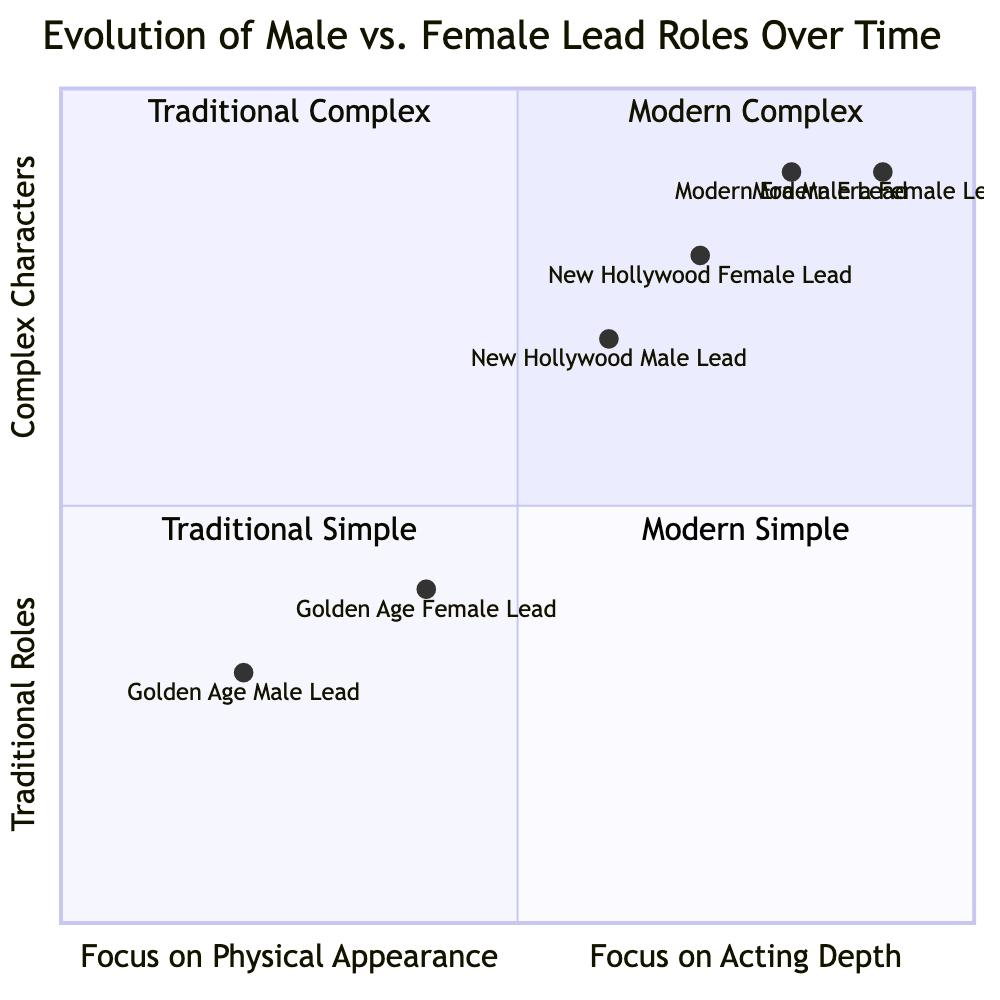 Evolution of Male vs. Female Lead Roles Over Time
Traditional Complex
Modern Complex
Modern Era Male Lead
Modern Era Female Le
New Hollywood Female Lead
New Hollywood Male Lead
Complex Characters
Traditional Simple
Modern Simple
Golden Age Female Lead
Golden Age Male Lead
Traditional Roles
Focus on Physical Appearance
Focus on Acting Depth